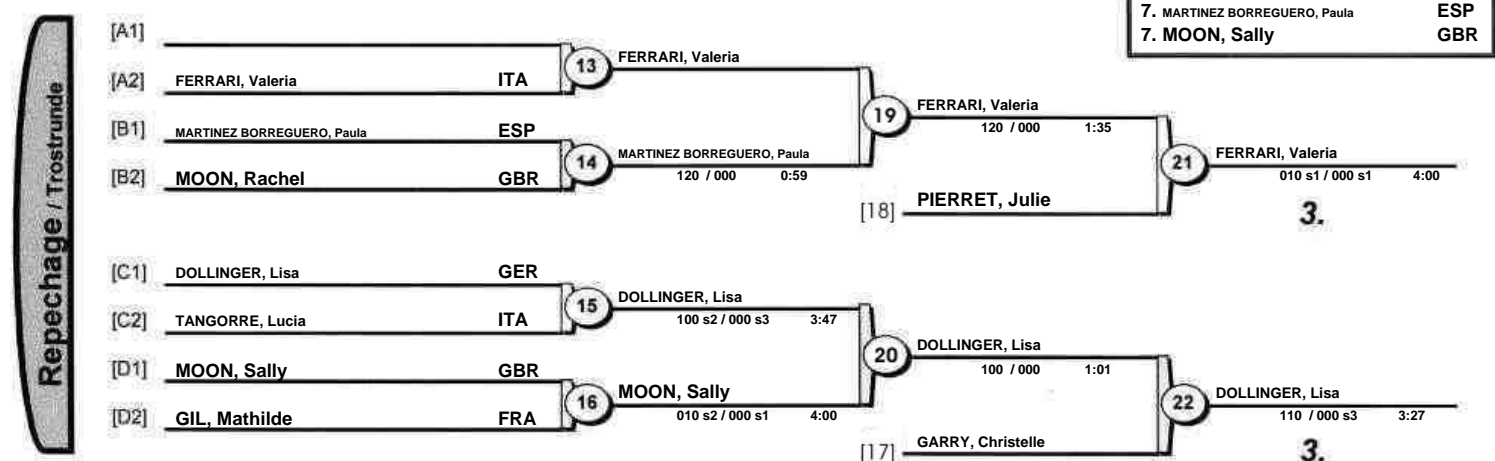 7. MARTINEZ BORREGUERO, Paula ESP
7. MOON, Sally GBR
Repechage / Trostrunde
[A1]
[A2] FERRARI, Valeria ITA
13 FERRARI, Valeria
[B1] MARTINEZ BORREGUERO, Paula ESP
[B2] MOON, Rachel GBR
14 MARTINEZ BORREGUERO, Paula
120 / 000 0:59
19 FERRARI, Valeria
120 / 000 1:35
[18] PIERRET, Julie
21 FERRARI, Valeria
010 s1 / 000 s1 4:00
3.
[C1] DOLLINGER, Lisa GER
[C2] TANGORRE, Lucia ITA
15 DOLLINGER, Lisa
100 s2 / 000 s3 3:47
[D1] MOON, Sally GBR
[D2] GIL, Mathilde FRA
16 MOON, Sally
010 s2 / 000 s1 4:00
20 DOLLINGER, Lisa
100 / 000 1:01
[17] GARRY, Christelle
22 DOLLINGER, Lisa
110 / 000 s3 3:27
3.